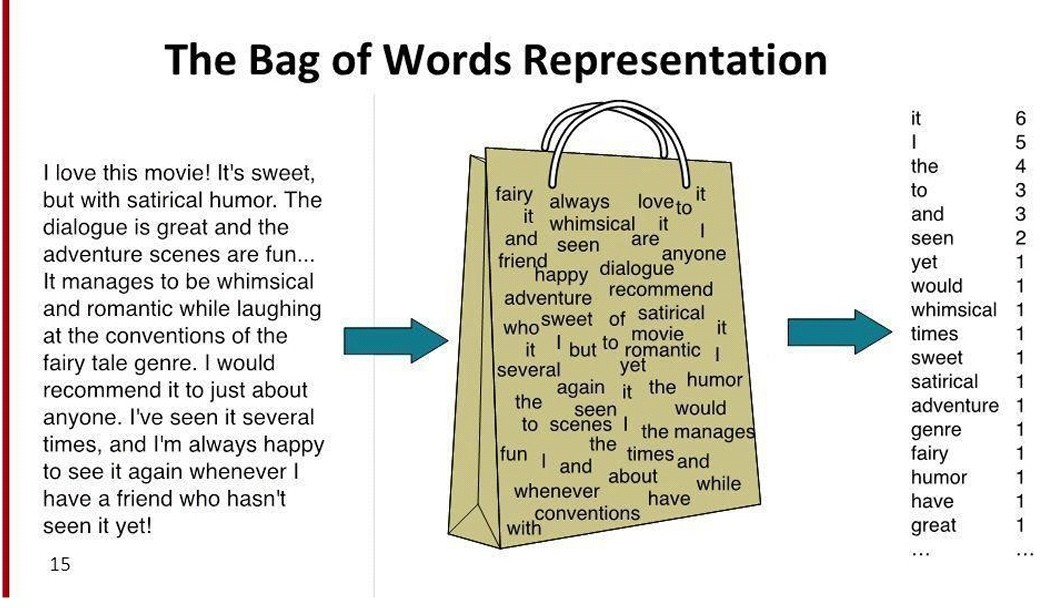 The Bag of Words Representation
I love this movie! It's sweet,
but with satirical humor. The
dialogue is great and the
adventure scenes are fun...
It manages to be whimsical
and romantic while laughing
at the conventions of the
fairy tale genre. I would
recommend it to just about
anyone. I've seen it several
times, and I'm always happy
to see it again whenever I
have a friend who hasn't
seen it yet!
15
fairy always love to it
it whimsical it I
and seen are anyone
friend happy dialogue
adventure recommend
who sweet of satirical
it I but to movie it
romantic I
several yet
again it the humor
the seen would
to scenes I the manages
fun I and the times and
about while
whenever have
conventions
with
it 6
I 5
the 4
to 3
and 3
seen 2
yet 1
would 1
whimsical 1
times 1
sweet 1
satirical 1
adventure 1
genre 1
fairy 1
humor 1
have 1
great 1
... ...